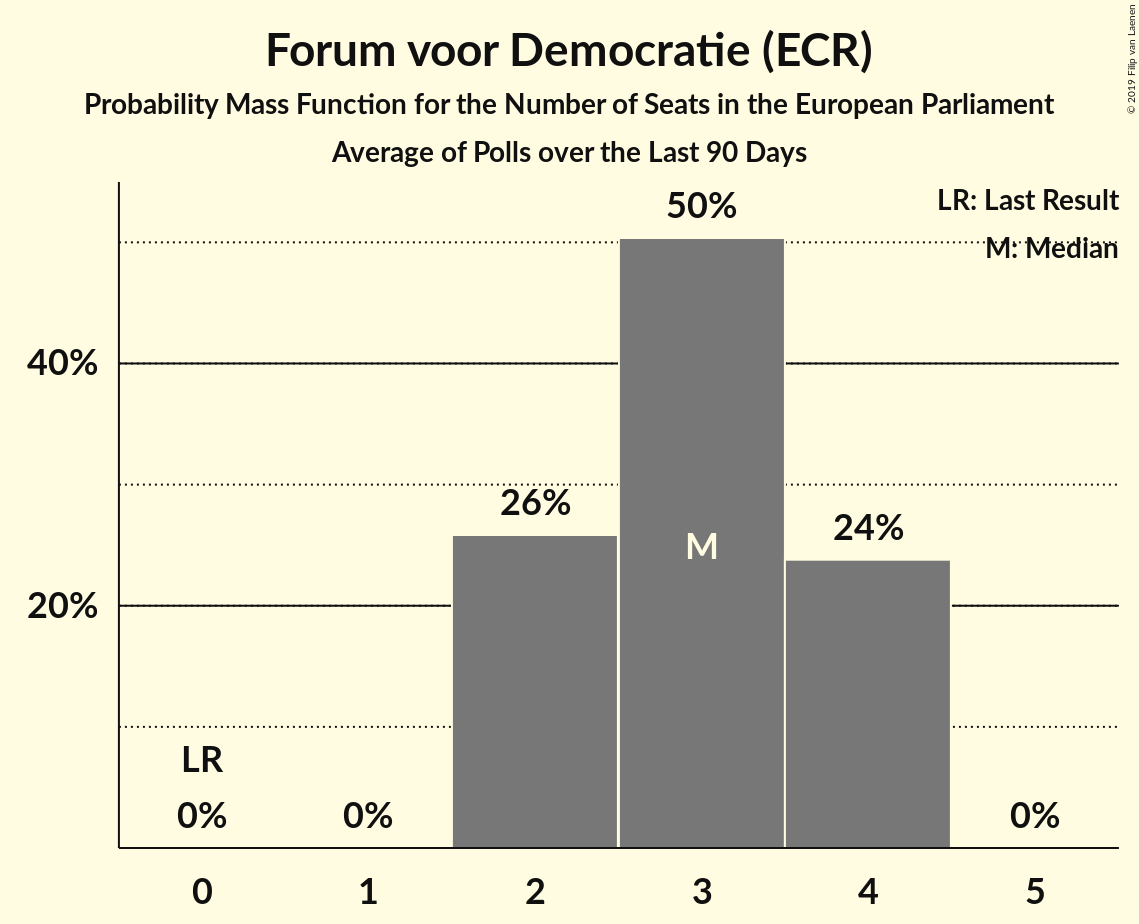 Forum voor Democratie (ECR)
Probability Mass Function for the Number of Seats in the European Parliament
Average of Polls over the Last 90 Days
© 2019 Filip van Laenen
LR: Last Result
M: Median
50%
40%
26%
M
24%
20%
LR
0%
0%
0%
0
1
2
3
4
5